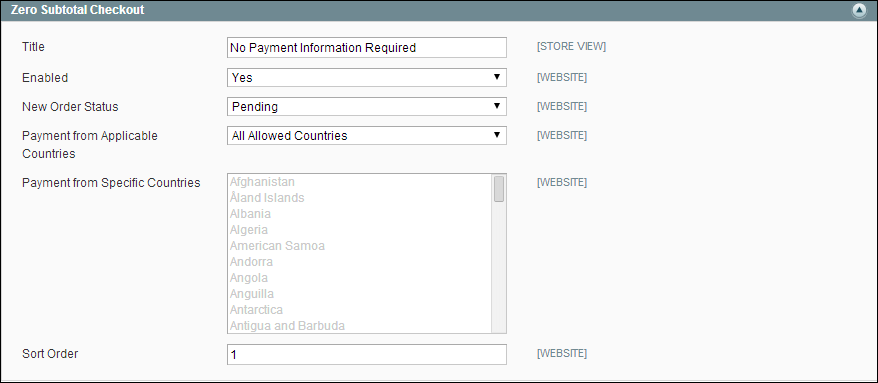 Zero Subtotal Checkout
Title No Payment Information Required [STORE VIEW]
Enabled Yes [WEBSITE]
New Order Status Pending [WEBSITE]
Payment from Applicable Countries All Allowed Countries [WEBSITE]
Payment from Specific Countries [WEBSITE]
Afghanistan
Åland Islands
Albania
Algeria
American Samoa
Andorra
Angola
Anguilla
Antarctica
Antigua and Barbuda
Sort Order 1 [WEBSITE]